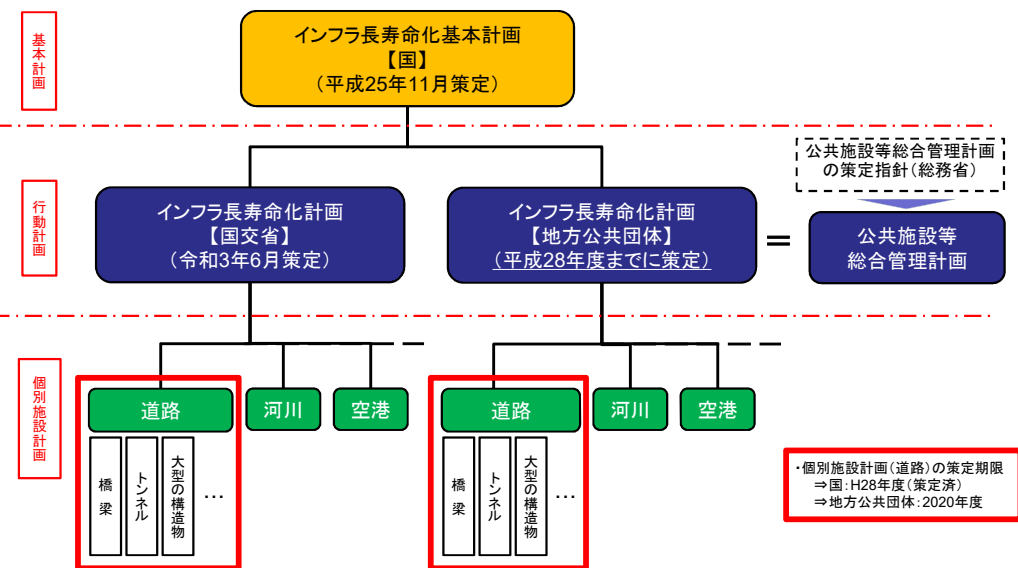 基本計画
インフラ長寿命化基本計画
【国】
(平成25年11月策定)
公共施設等総合管理計画
の策定指針(総務省)
行動計画
インフラ長寿命化計画
【国交省】
(令和3年6月策定)
インフラ長寿命化計画
【地方公共団体】
(平成28年度までに策定)
=
公共施設等
総合管理計画
個別施設計画
道路
河川
空港
道路
河川
空港
橋梁
トンネル
大型の構造物
…
橋梁
トンネル
大型の構造物
…
・個別施設計画(道路)の策定期限
⇒国:H28年度(策定済)
⇒地方公共団体:2020年度